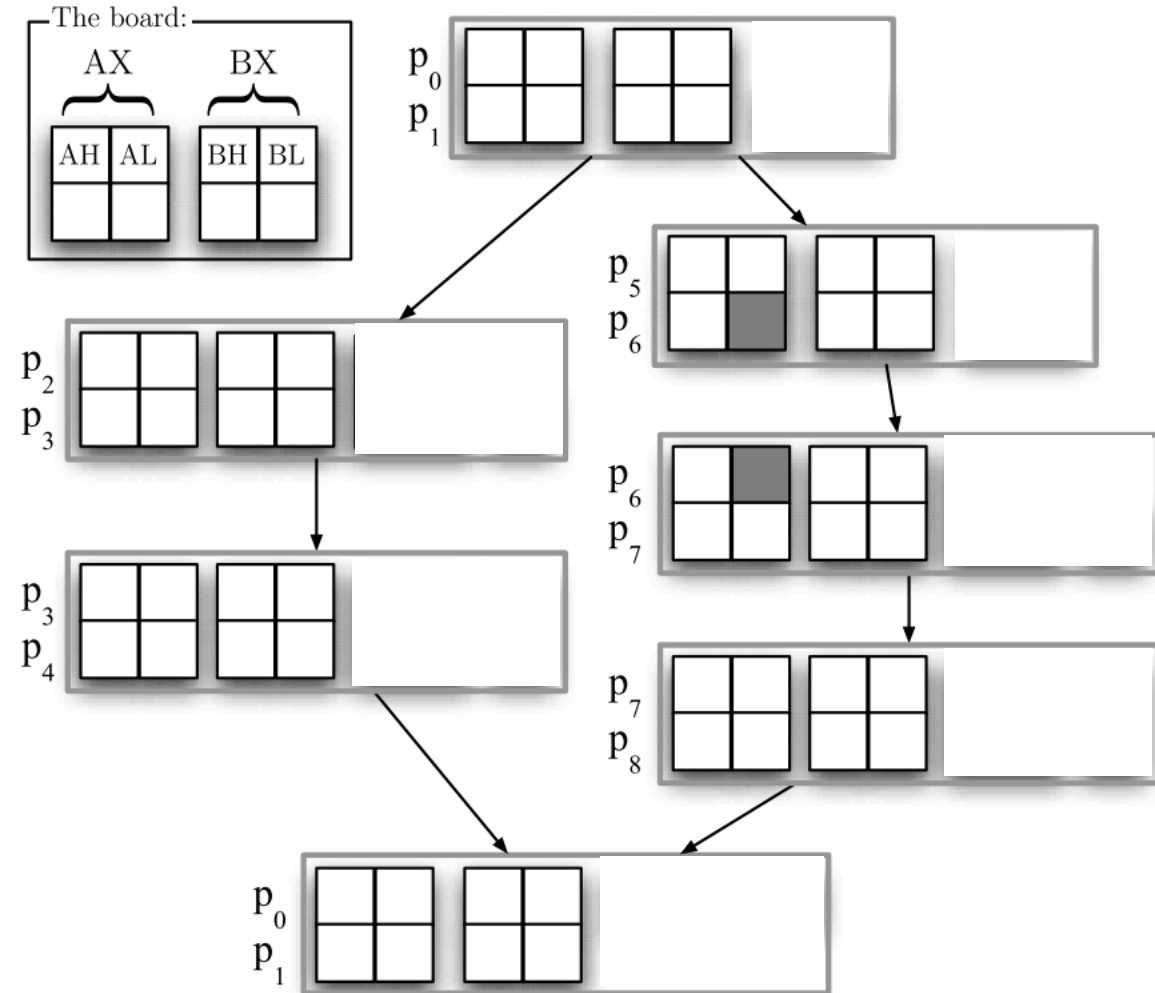 The board:
AX BX
AH AL BH BL
p₀
p₁
p₅
p₆
p₂
p₃
p₆
p₇
p₃
p₄
p₇
p₈
p₀
p₁